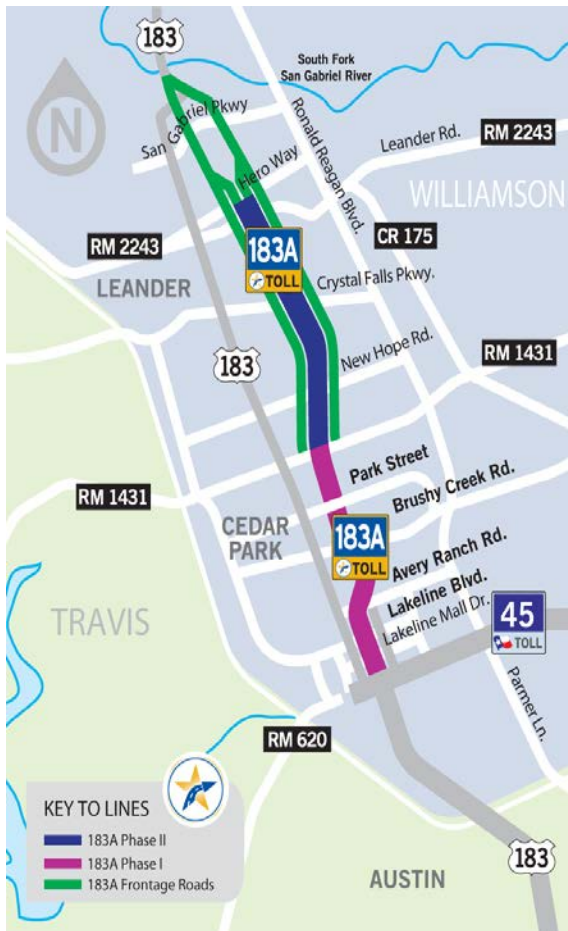 183
South Fork
San Gabriel River
San Gabriel Pkwy
Ronald Reagan Blvd.
Leander Rd.
RM 2243
N
Hero Way
WILLIAMSON
CR 175
RM 2243
183A
TOLL
LEANDER
Crystal Falls Pkwy.
New Hope Rd.
RM 1431
183
Park Street
RM 1431
Brushy Creek Rd.
CEDAR
PARK
183A
TOLL
Avery Ranch Rd.
Lakeline Blvd.
Lakeline Mall Dr.
TRAVIS
45
TOLL
Parmer Ln.
RM 620
KEY TO LINES
183A Phase II
183A Phase I
183A Frontage Roads
183
AUSTIN